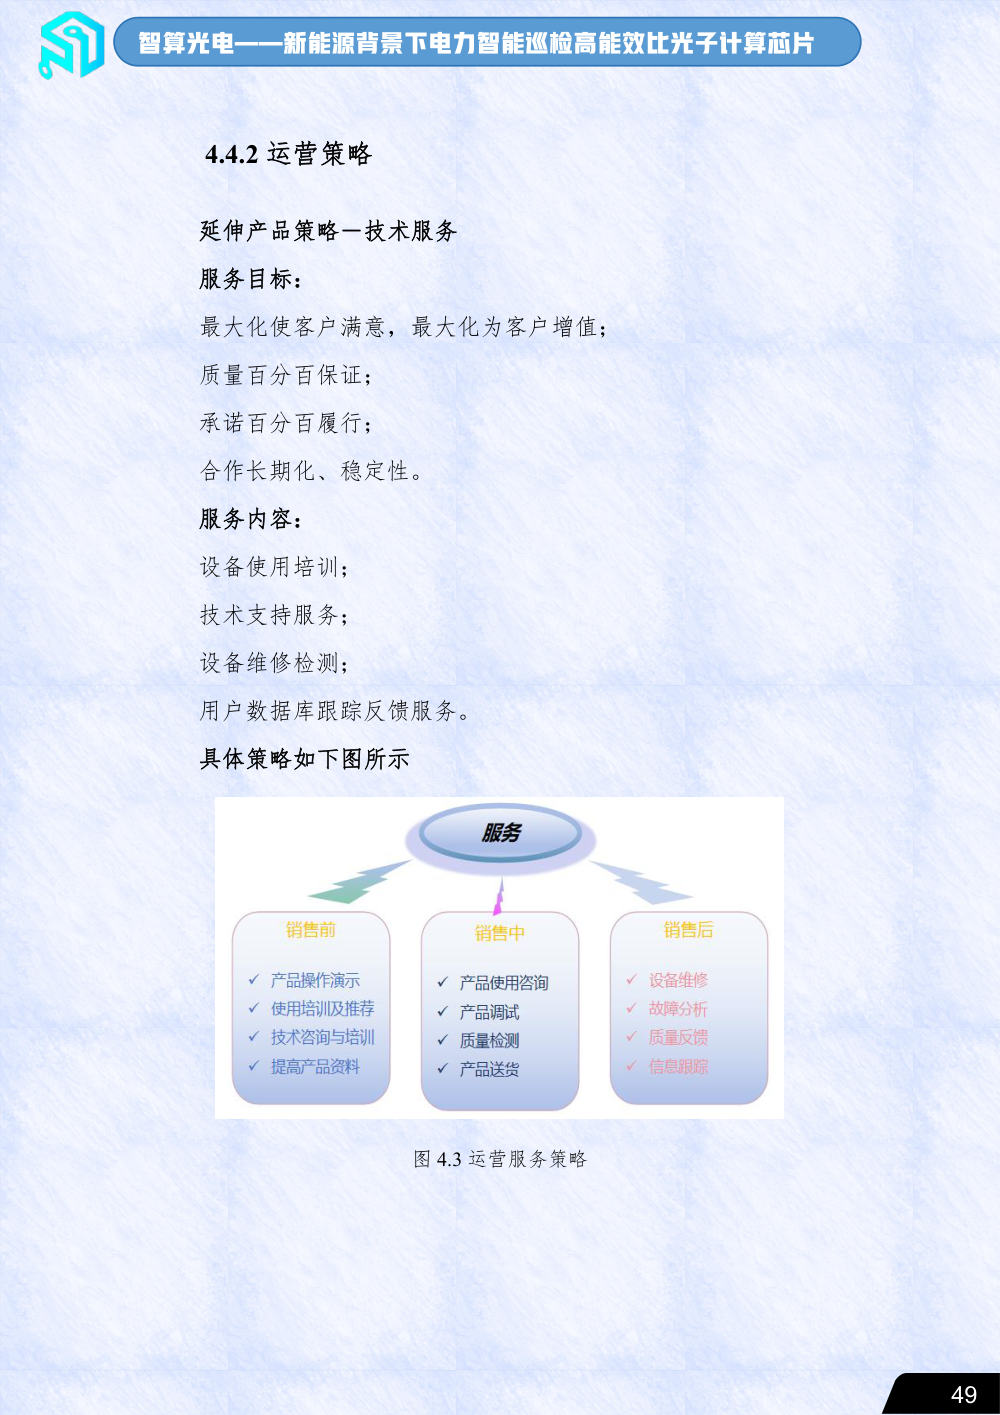 智算光电——新能源背景下电力智能巡检高能效比光子计算芯片
4.4.2 运营策略
延伸产品策略—技术服务
服务目标：
最大化使客户满意，最大化为客户增值；
质量百分百保证；
承诺百分百履行；
合作长期化、稳定性。
服务内容：
设备使用培训；
技术支持服务；
设备维修检测；
用户数据库跟踪反馈服务。
具体策略如下图所示
服务
销售前
产品操作演示
使用培训及推荐
技术咨询与培训
提高产品资料
销售中
产品使用咨询
产品调试
质量检测
产品送货
销售后
设备维修
故障分析
质量反馈
信息跟踪
图 4.3 运营服务策略
49